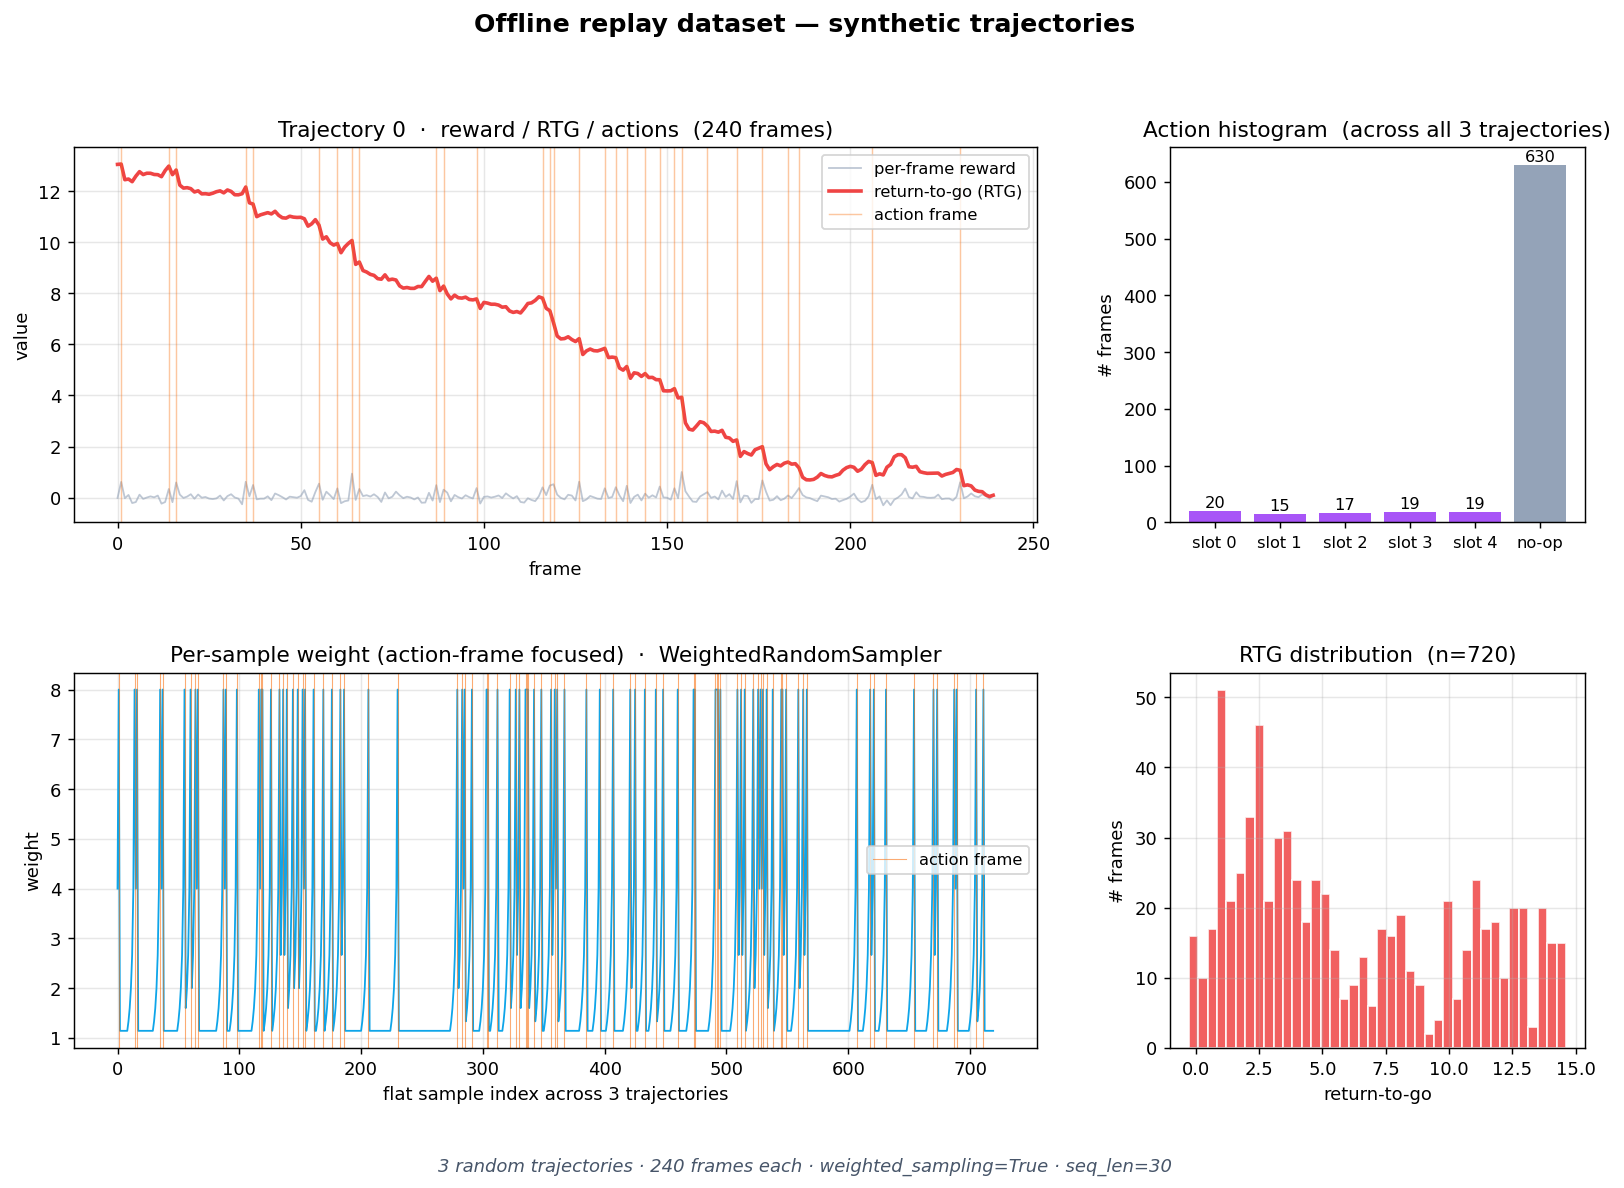 Offline replay dataset — synthetic trajectories
Trajectory 0 · reward / RTG / actions (240 frames)
value
12
10
8
6
4
2
0
per-frame reward
return-to-go (RTG)
action frame
0 50 100 150 200 250
frame
Action histogram (across all 3 trajectories)
# frames
600
500
400
300
200
100
0
630
20 15 17 19 19
slot 0 slot 1 slot 2 slot 3 slot 4 no-op
Per-sample weight (action-frame focused) · WeightedRandomSampler
weight
8
7
6
5
4
3
2
1
action frame
0 100 200 300 400 500 600 700
flat sample index across 3 trajectories
RTG distribution (n=720)
# frames
50
40
30
20
10
0
0.0 2.5 5.0 7.5 10.0 12.5 15.0
return-to-go
3 random trajectories · 240 frames each · weighted_sampling=True · seq_len=30